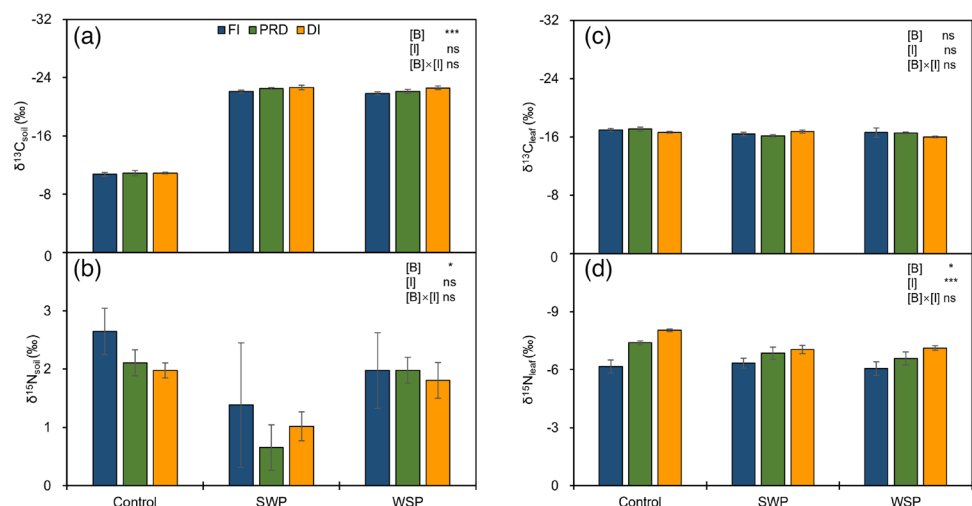 (a)
FI PRD DI
[B] ***
[I] ns
[B]×[I] ns
-32
-24
-16
-8
0
δ13Csoil (‰)
(b)
[B] *
[I] ns
[B]×[I] ns
3
2
1
0
δ15Nsoil (‰)
Control SWP WSP
(c)
[B] ns
[I] ns
[B]×[I] ns
-32
-24
-16
-8
0
δ13Cleaf (‰)
(d)
[B] *
[I] ***
[B]×[I] ns
-9
-6
-3
0
δ15Nleaf (‰)
Control SWP WSP